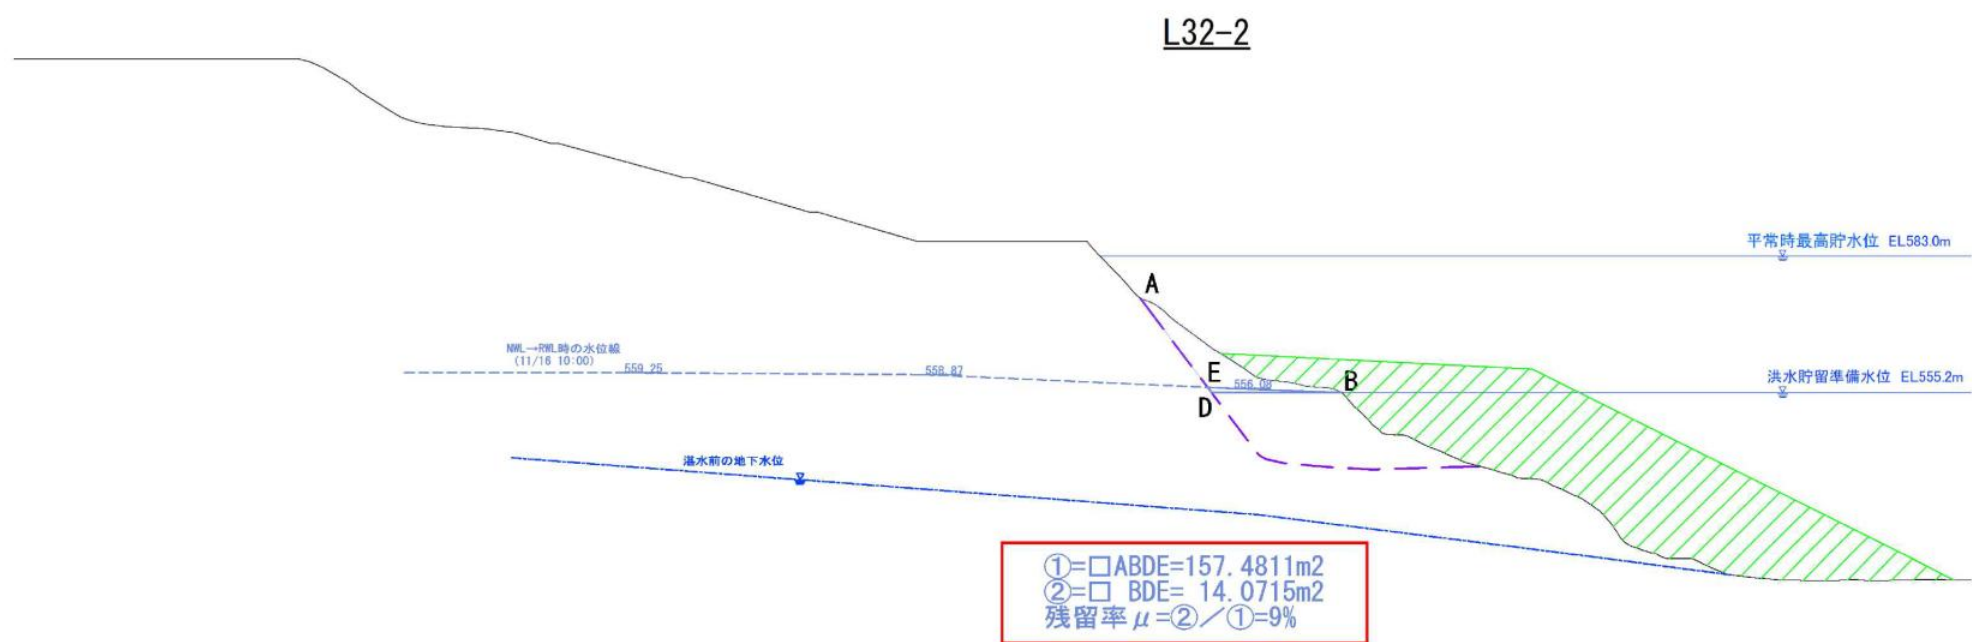 L32-2
平常時最高貯水位 EL583.0m
A
NWL→RWL時の水位線
(11/16 10:00)
559.25
558.87
E
556.08
B
洪水貯留準備水位 EL555.2m
D
湛水前の地下水位
①=□ABDE=157.4811m2
②=□ BDE= 14.0715m2
残留率μ=②/①=9%